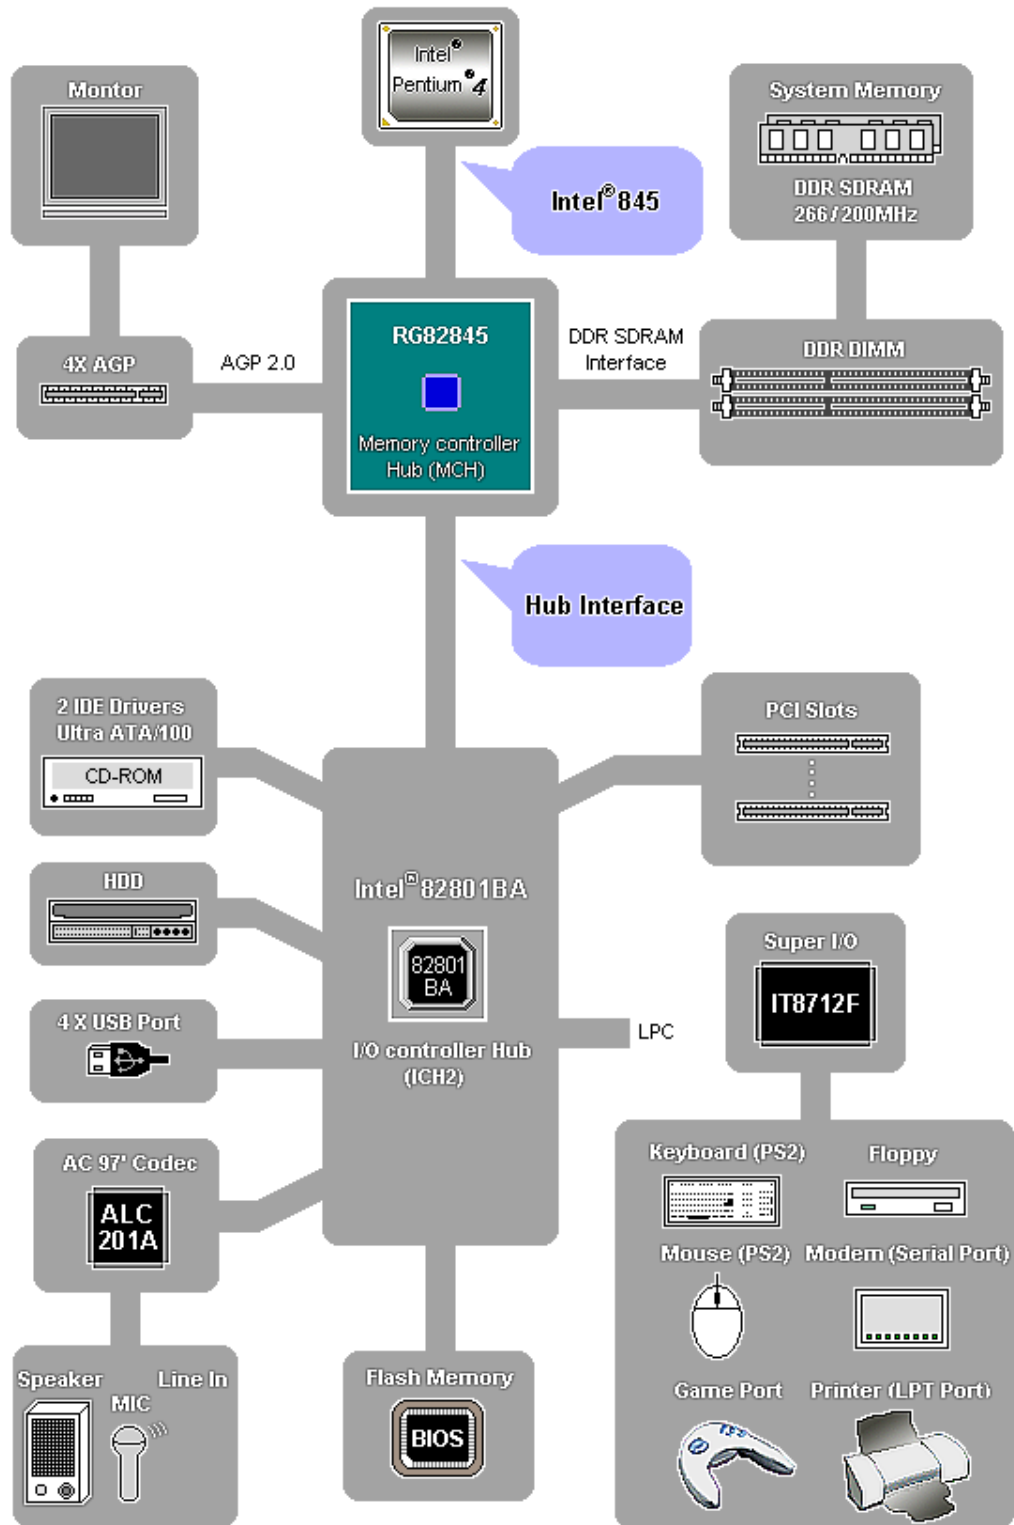 Intel®
Pentium®4
Montor
System Memory
DDR SDRAM
266/200MHz
Intel®845
RG82845
Memory controller
Hub (MCH)
4X AGP
AGP 2.0
DDR SDRAM
Interface
DDR DIMM
Hub Interface
2 IDE Drivers
Ultra ATA/100
CD-ROM
PCI Slots
HDD
Intel®82801BA
82801
BA
I/O controller Hub
(ICH2)
Super I/O
IT8712F
4 X USB Port
LPC
AC 97' Codec
ALC
201A
Keyboard (PS2)
Floppy
Mouse (PS2)
Modem (Serial Port)
Game Port
Printer (LPT Port)
Speaker
Line In
MIC
Flash Memory
BIOS